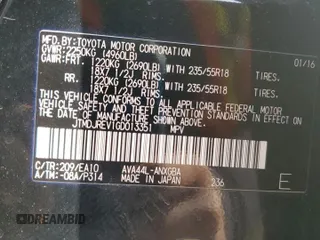 MFD. BY: TOYOTA MOTOR CORPORATION
GVWR: 2250KG (4960LB) 01/16
GAWR: FRT. 1220KG (2690LB) WITH 235/55R18 TIRES.
18X7 1/2J RIMS.
RR. 1220KG (2690LB) WITH 235/55R18 TIRES.
18X7 1/2J RIMS.
THIS VEHICLE CONFORMS TO ALL APPLICABLE
FEDERAL MOTOR VEHICLE SAFETY AND
THEFT PREVENTION STANDARDS IN EFFECT ON
THE DATE OF MANUFACTURE SHOWN ABOVE.
JTMDJREV1GD013351 MPV
C/TR: 209/EA10 AVA44L-ANXGBA
A/TM: -08A/P314 MADE IN JAPAN 236 E
DREAMBID